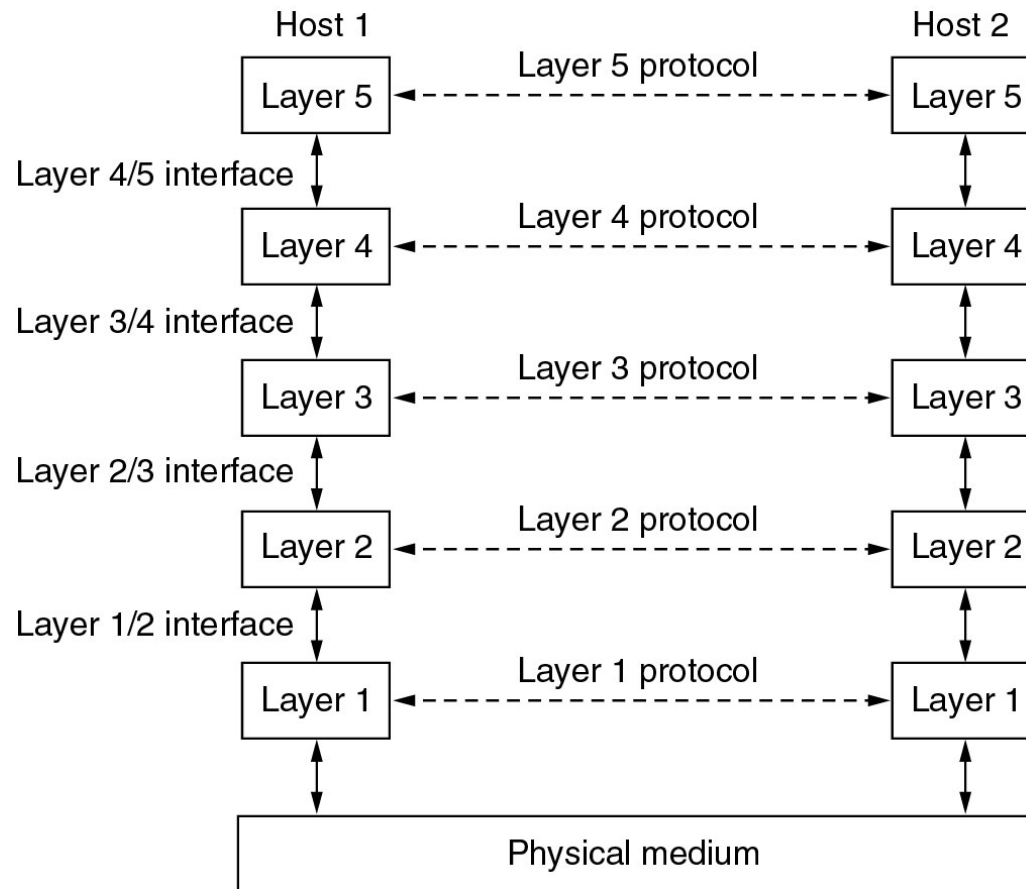 Host 1
Host 2
Layer 5 protocol
Layer 5
Layer 5
Layer 4/5 interface
Layer 4 protocol
Layer 4
Layer 4
Layer 3/4 interface
Layer 3 protocol
Layer 3
Layer 3
Layer 2/3 interface
Layer 2 protocol
Layer 2
Layer 2
Layer 1/2 interface
Layer 1 protocol
Layer 1
Layer 1
Physical medium